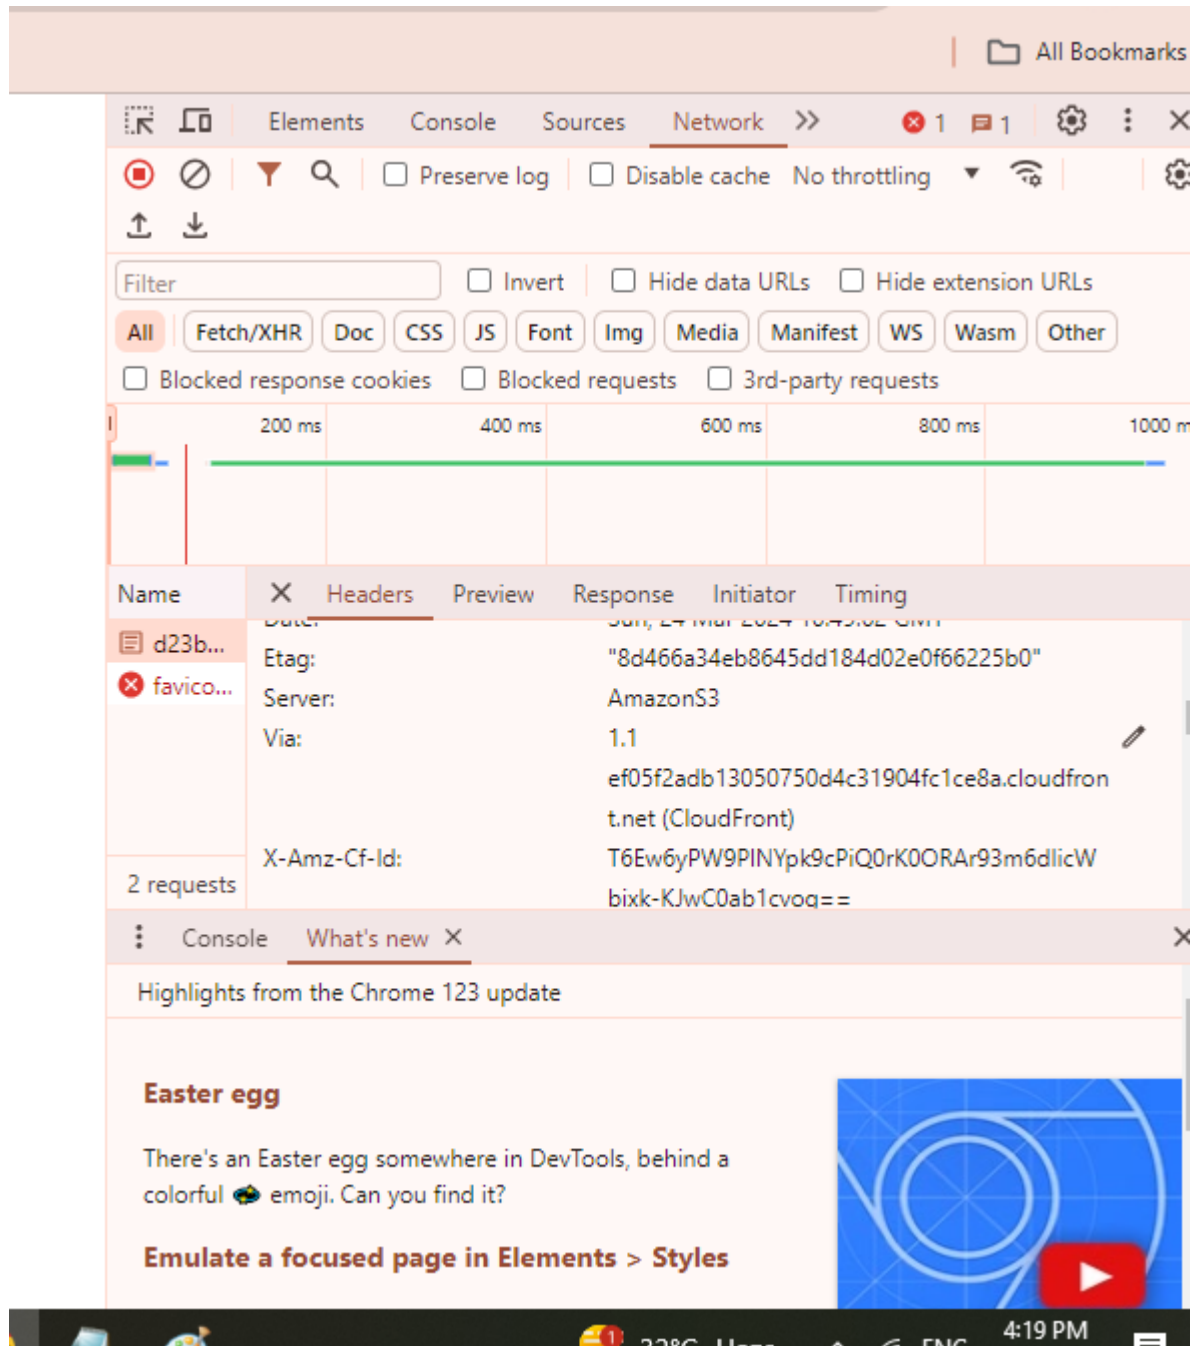 All Bookmarks
Elements Console Sources Network 1 1
Preserve log Disable cache No throttling
Filter Invert Hide data URLs Hide extension URLs
All Fetch/XHR Doc CSS JS Font Img Media Manifest WS Wasm Other
Blocked response cookies Blocked requests 3rd-party requests
200 ms 400 ms 600 ms 800 ms 1000 m
Name Headers Preview Response Initiator Timing
d23b...
Etag: "8d466a34eb8645dd184d02e0f66225b0"
favico...
Server: AmazonS3
Via: 1.1
ef05f2adb13050750d4c31904fc1ce8a.cloudfron
t.net (CloudFront)
X-Amz-Cf-Id:
2 requests
Console What's new
Highlights from the Chrome 123 update
Easter egg
There's an Easter egg somewhere in DevTools, behind a
colorful emoji. Can you find it?
Emulate a focused page in Elements > Styles
1
4:19 PM